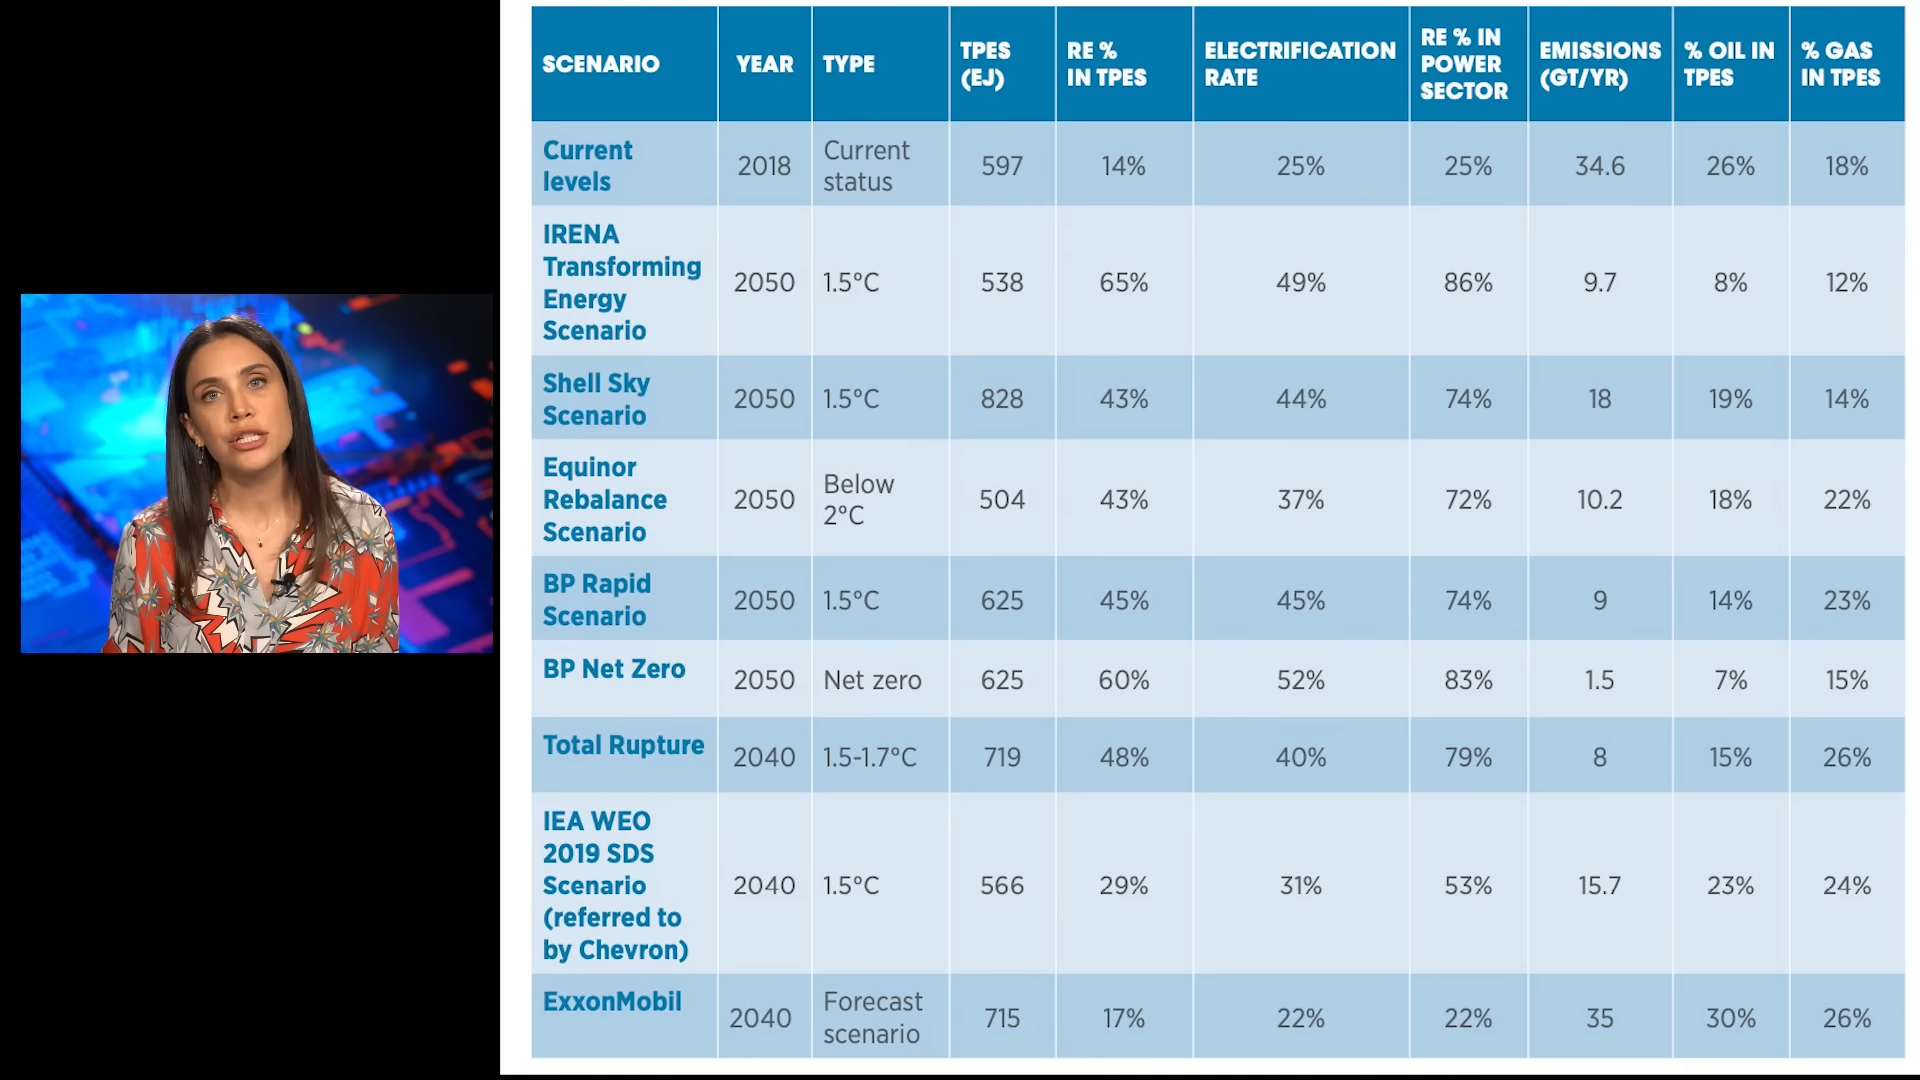 SCENARIO YEAR TYPE TPES (EJ) RE % IN TPES ELECTRIFICATION RATE RE % IN POWER SECTOR EMISSIONS (GT/YR) % OIL IN TPES % GAS IN TPES
Current levels 2018 Current status 597 14% 25% 25% 34.6 26% 18%
IRENA Transforming Energy Scenario 2050 1.5°C 538 65% 49% 86% 9.7 8% 12%
Shell Sky Scenario 2050 1.5°C 828 43% 44% 74% 18 19% 14%
Equinor Rebalance Scenario 2050 Below 2°C 504 43% 37% 72% 10.2 18% 22%
BP Rapid Scenario 2050 1.5°C 625 45% 45% 74% 9 14% 23%
BP Net Zero 2050 Net zero 625 60% 52% 83% 1.5 7% 15%
Total Rupture 2040 1.5-1.7°C 719 48% 40% 79% 8 15% 26%
IEA WEO 2019 SDS Scenario (referred to by Chevron) 2040 1.5°C 566 29% 31% 53% 15.7 23% 24%
ExxonMobil 2040 Forecast scenario 715 17% 22% 22% 35 30% 26%